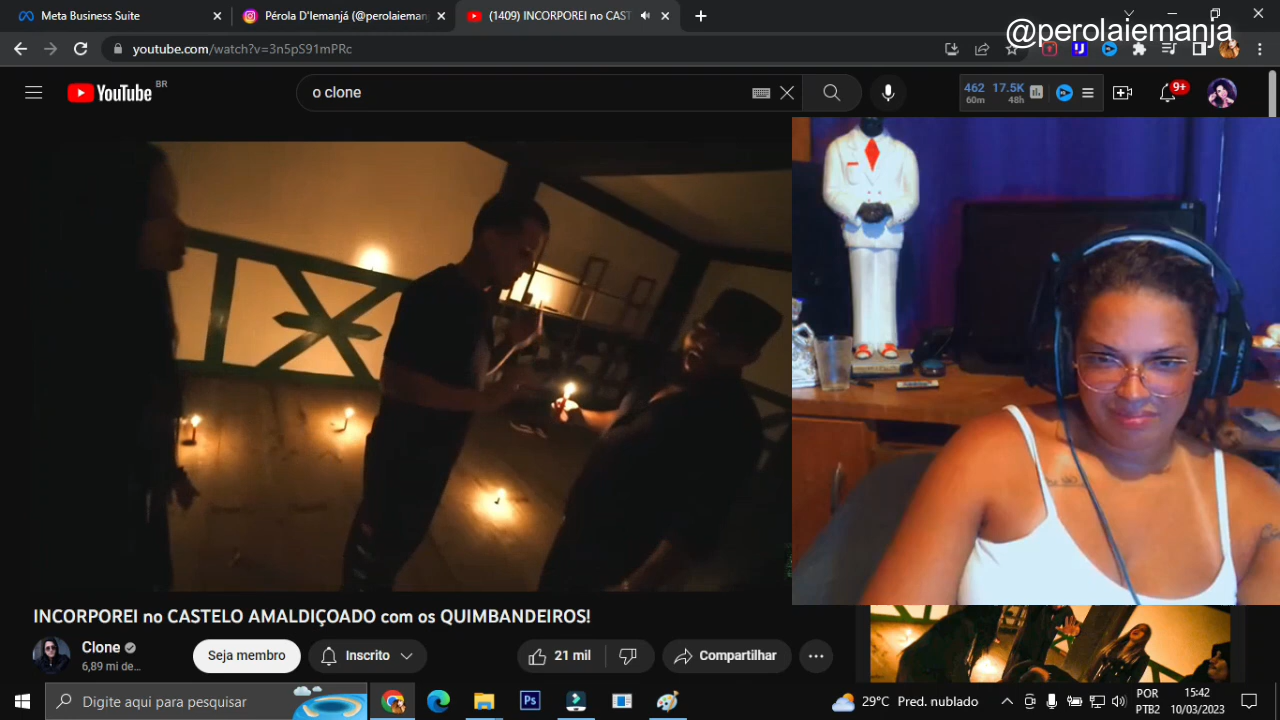 Meta Business Suite
Pérola D'Iemanjá (@perolaieman
(1409) INCORPOREI no CAST
@perolaiemanja
youtube.com/watch?v=3n5pS91mPRc
YouTube BR
o clone
462 17.5K
60m 48h
9+
INCORPOREI no CASTELO AMALDIÇOADO com os QUIMBANDEIROS!
Clone
6,89 mi de...
Seja membro
Inscrito
21 mil
Compartilhar
Digite aqui para pesquisar
Ps
29°C Pred. nublado
POR
PTB2
15:42
10/03/2023